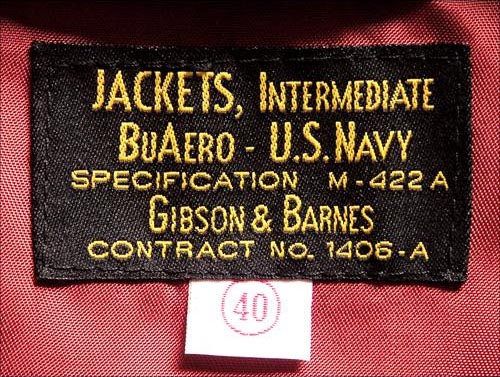 JACKETS, INTERMEDIATE
BUAERO - U.S. NAVY
SPECIFICATION M-422A
GIBSON & BARNES
CONTRACT NO. 1406-A
40